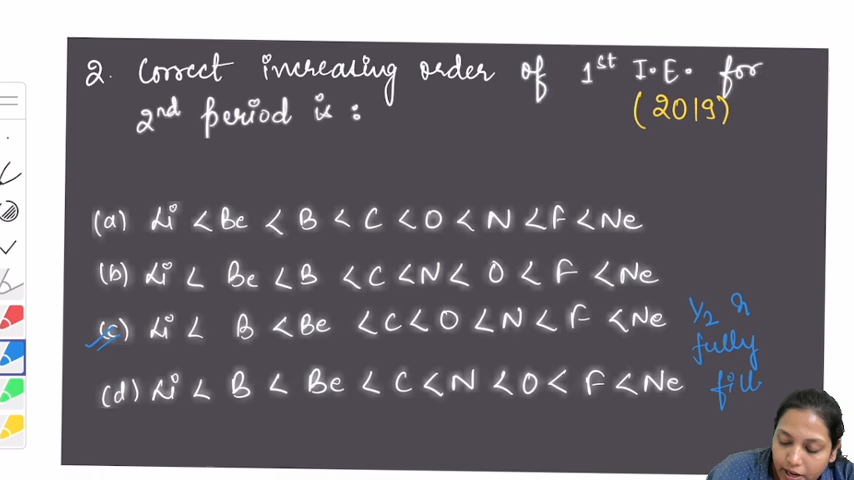 2. Correct increasing order of 1st I.E. for
2nd period is :
(2019)
(a) Li < Be < B < C < O < N < F < Ne
(b) Li < Be < B < C < N < O < F < Ne
(c) Li < B < Be < C < O < N < F < Ne
(d) Li < B < Be < C < N < O < F < Ne
1/2 &
fully
fill